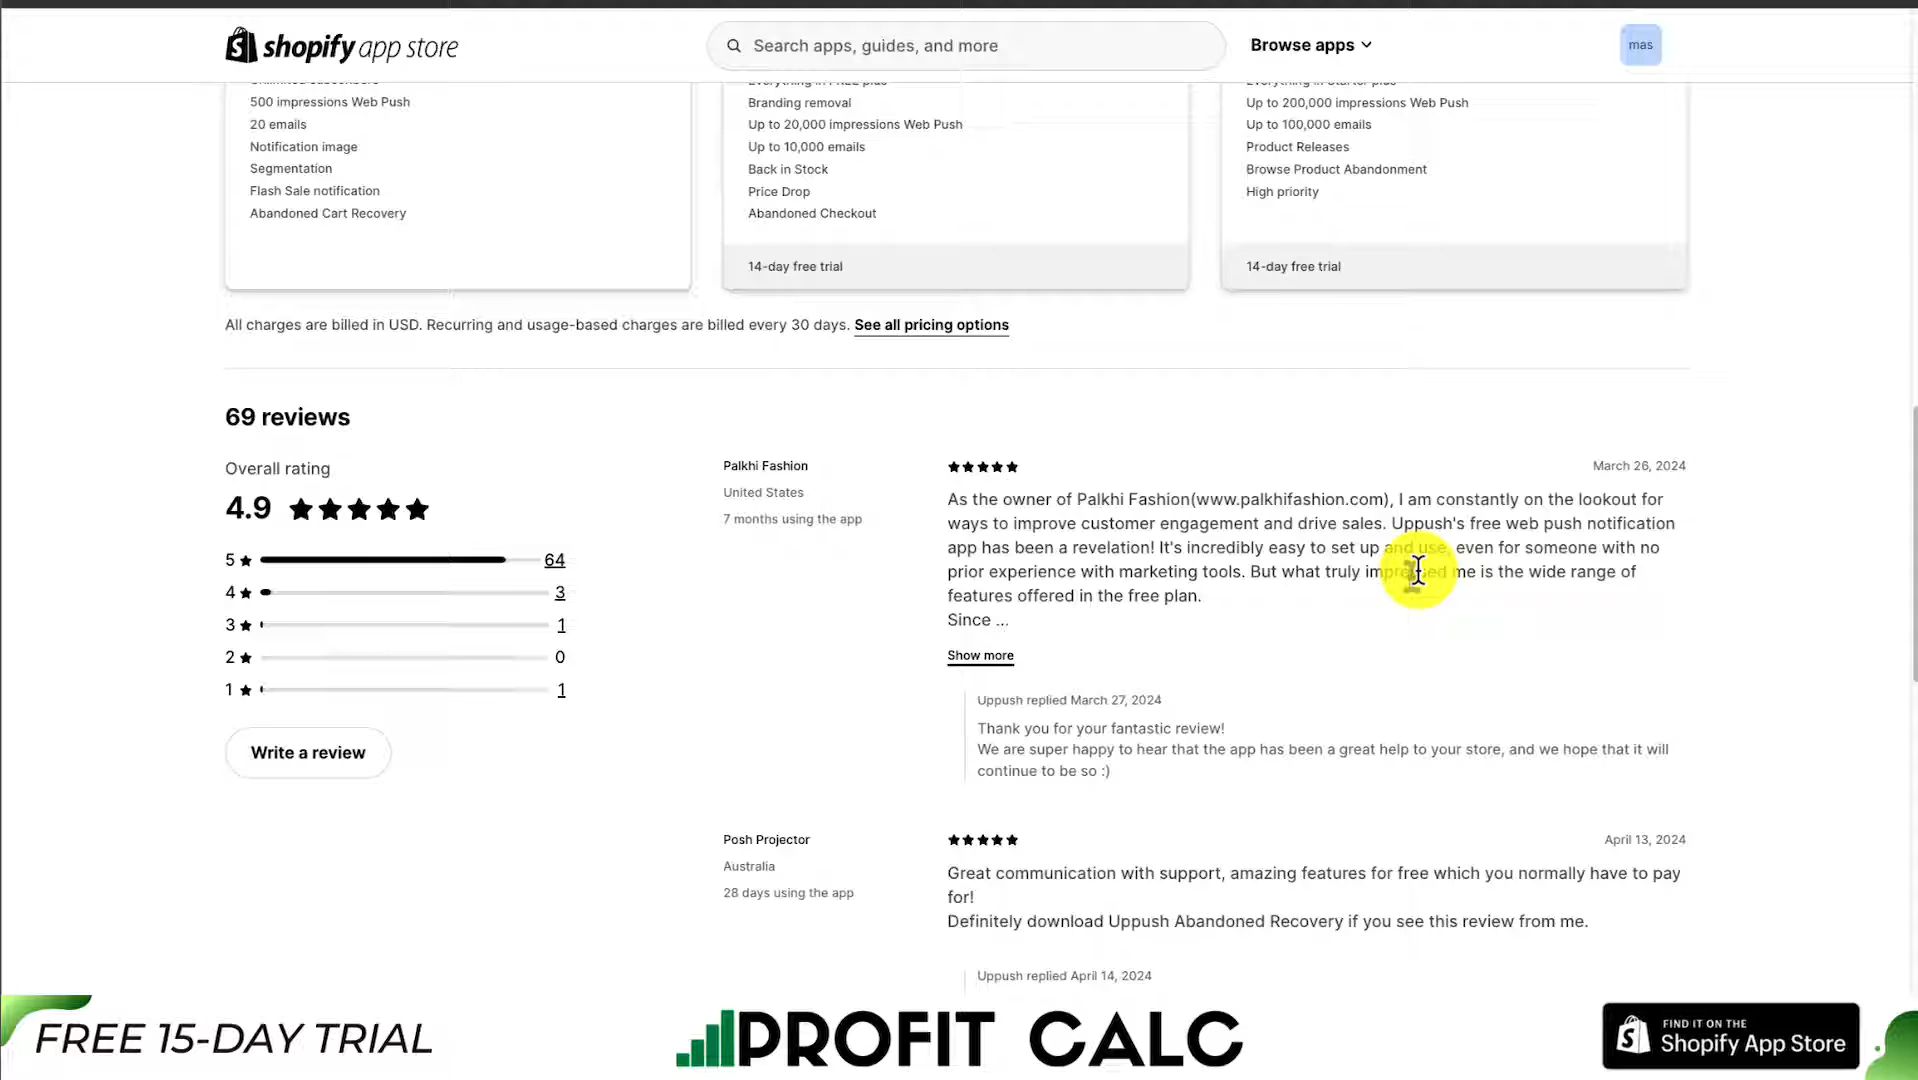 shopify app store
Search apps, guides, and more
Browse apps
mas
500 impressions Web Push
20 emails
Notification image
Segmentation
Flash Sale notification
Abandoned Cart Recovery
Branding removal
Up to 20,000 impressions Web Push
Up to 10,000 emails
Back in Stock
Price Drop
Abandoned Checkout
14-day free trial
Up to 200,000 impressions Web Push
Up to 100,000 emails
Product Releases
Browse Product Abandonment
High priority
14-day free trial
All charges are billed in USD. Recurring and usage-based charges are billed every 30 days. See all pricing options
69 reviews
Overall rating
4.9
5 64
4 3
3 1
2 0
1 1
Write a review
Palkhi Fashion
United States
7 months using the app
March 26, 2024
As the owner of Palkhi Fashion(www.palkhifashion.com), I am constantly on the lookout for
ways to improve customer engagement and drive sales. Uppush's free web push notification
app has been a revelation! It's incredibly easy to set up and use, even for someone with no
prior experience with marketing tools. But what truly impressed me is the wide range of
features offered in the free plan.
Since ...
Show more
Uppush replied March 27, 2024
Thank you for your fantastic review!
We are super happy to hear that the app has been a great help to your store, and we hope that it will
continue to be so :)
Posh Projector
Australia
28 days using the app
April 13, 2024
Great communication with support, amazing features for free which you normally have to pay
for!
Definitely download Uppush Abandoned Recovery if you see this review from me.
Uppush replied April 14, 2024
FREE 15-DAY TRIAL
PROFIT CALC
FIND IT ON THE
Shopify App Store